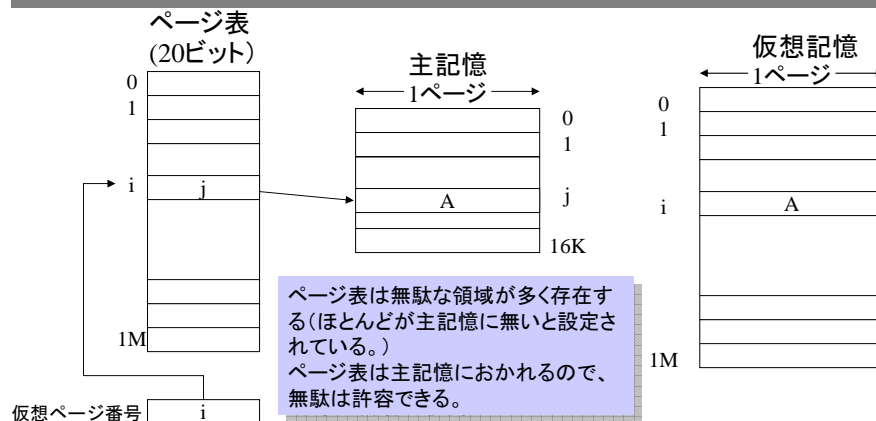 ページ表
(20ビット)
0
1
i
j
1M
仮想ページ番号
i
主記憶
1ページ
0
1
A
j
16K
ページ表は無駄な領域が多く存在す
る(ほとんどが主記憶に無いと設定さ
れている。)
ページ表は主記憶におかれるので、
無駄は許容できる。
仮想記憶
1ページ
0
1
i
A
1M